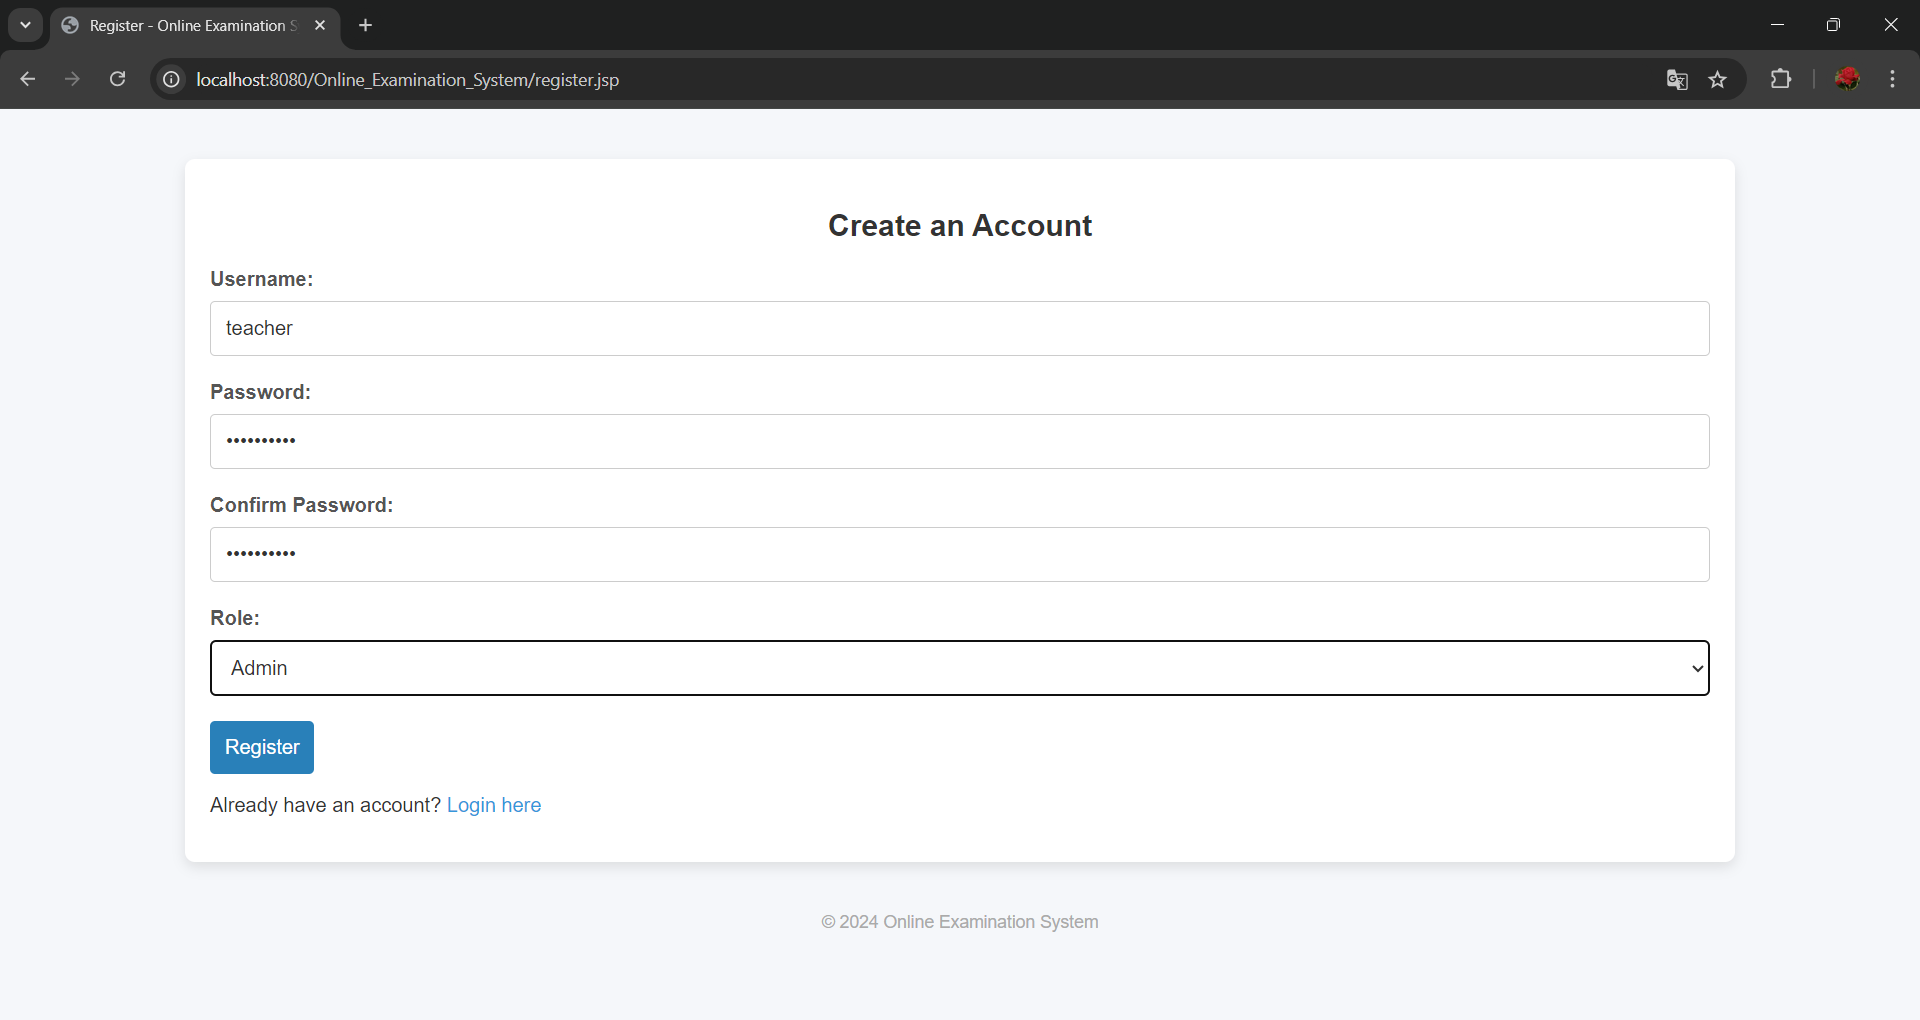 Register - Online Examination S
localhost:8080/Online_Examination_System/register.jsp
Create an Account
Username:
teacher
Password:
••••••••••
Confirm Password:
••••••••••
Role:
Admin
Register
Already have an account? Login here
© 2024 Online Examination System